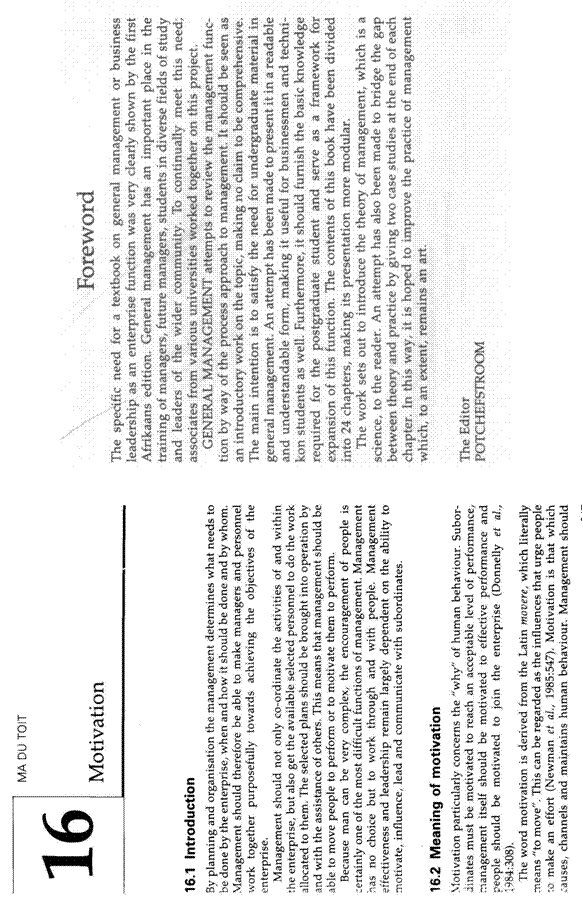 Foreword
The specific need for a textbook on general management or business
leadership as an enterprise function was very clearly shown by the first
Afrikaans edition. General management has an important place in the
training of managers, future managers, students in diverse fields of study
and leaders of the wider community. To continually meet this need,
associates from various universities worked together on this project.
GENERAL MANAGEMENT attempts to review the management func-
tion by way of the process approach to management. It should be seen as
an introductory work on the topic, making no claim to be comprehensive.
The main intention is to satisfy the need for undergraduate material in
general management. An attempt has been made to present it in a readable
and understandable form, making it useful for businessmen and techni-
kon students as well. Furthermore, it should furnish the basic knowledge
required for the postgraduate student and serve as a framework for
expansion of this function. The contents of this book have been divided
into 24 chapters, making its presentation more modular.
The work sets out to introduce the theory of management, which is a
science, to the reader. An attempt has also been made to bridge the gap
between theory and practice by giving two case studies at the end of each
chapter. In this way, it is hoped to improve the practice of management
which, to an extent, remains an art.
The Editor
POTCHEFSTROOM
MA DU TOIT
16
Motivation
16.1 Introduction
By planning and organisation the management determines what needs to
be done by the enterprise, when and how it should be done and by whom.
Management should therefore be able to make managers and personnel
work together purposefully towards achieving the objectives of the
enterprise.
Management should not only co-ordinate the activities of and within
the enterprise, but also get the available selected personnel to do the work
allocated to them. The selected plans should be brought into operation by
and with the assistance of others. This means that management should be
able to move people to perform or to motivate them to perform.
Because man can be very complex, the encouragement of people is
certainly one of the most difficult functions of management. Management
has no choice but to work through and with people. Management
effectiveness and leadership remain largely dependent on the ability to
motivate, influence, lead and communicate with subordinates.
16.2 Meaning of motivation
Motivation particularly concerns the "why" of human behaviour. Subor-
dinates must be motivated to reach an acceptable level of performance,
management itself should be motivated to effective performance and
people should be motivated to join the enterprise (Donnelly et al.,
1984:308).
The word motivation is derived from the Latin movere, which literally
means "to move". This can be regarded as the influences that urge people
to make an effort (Newman et al., 1985:547). Motivation is that which
causes, channels and maintains human behaviour. Management should